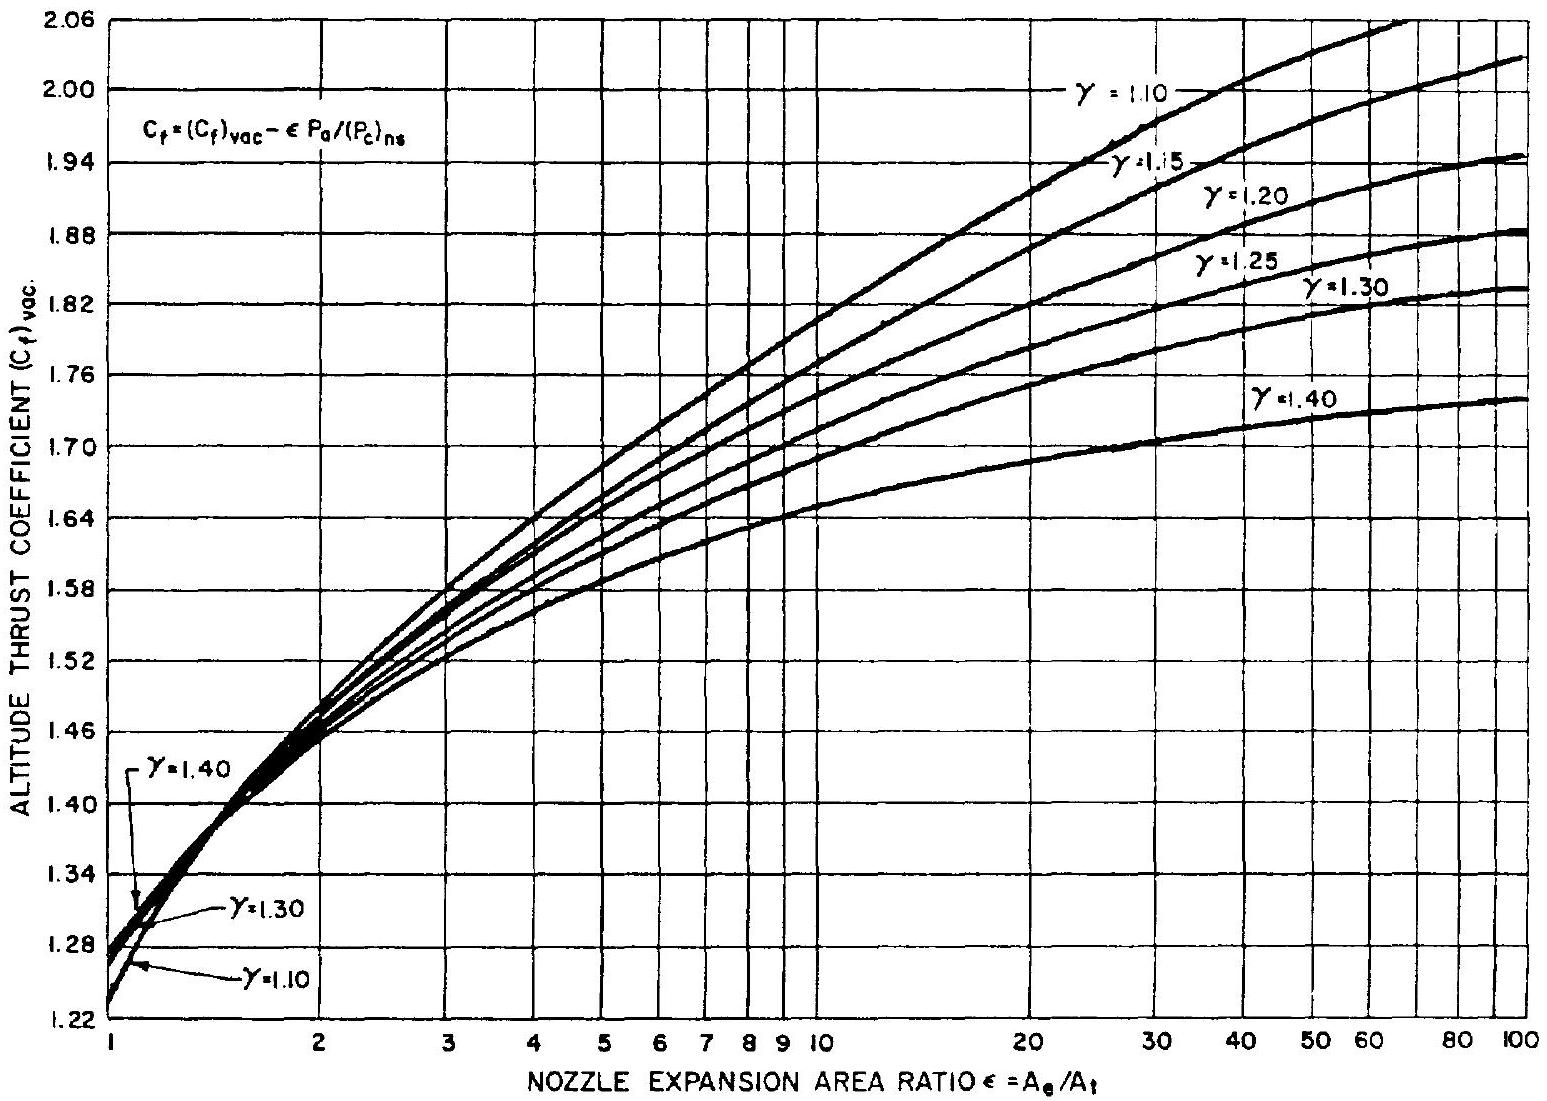 2.06
2.00
1.94
1.88
1.82
1.76
1.70
1.64
1.58
1.52
1.46
1.40
1.34
1.28
1.22
ALTITUDE THRUST COEFFICIENT (Cf)vac.
Cf=(Cf)vac-ϵ Pa/(Pc)ns
γ = 1.10
γ=1.15
γ=1.20
γ=1.25
γ=1.30
γ=1.40
γ=1.40
γ=1.30
γ=1.10
1 2 3 4 5 6 7 8 9 10 20 30 40 50 60 80 100
NOZZLE EXPANSION AREA RATIO ϵ =Ae/At